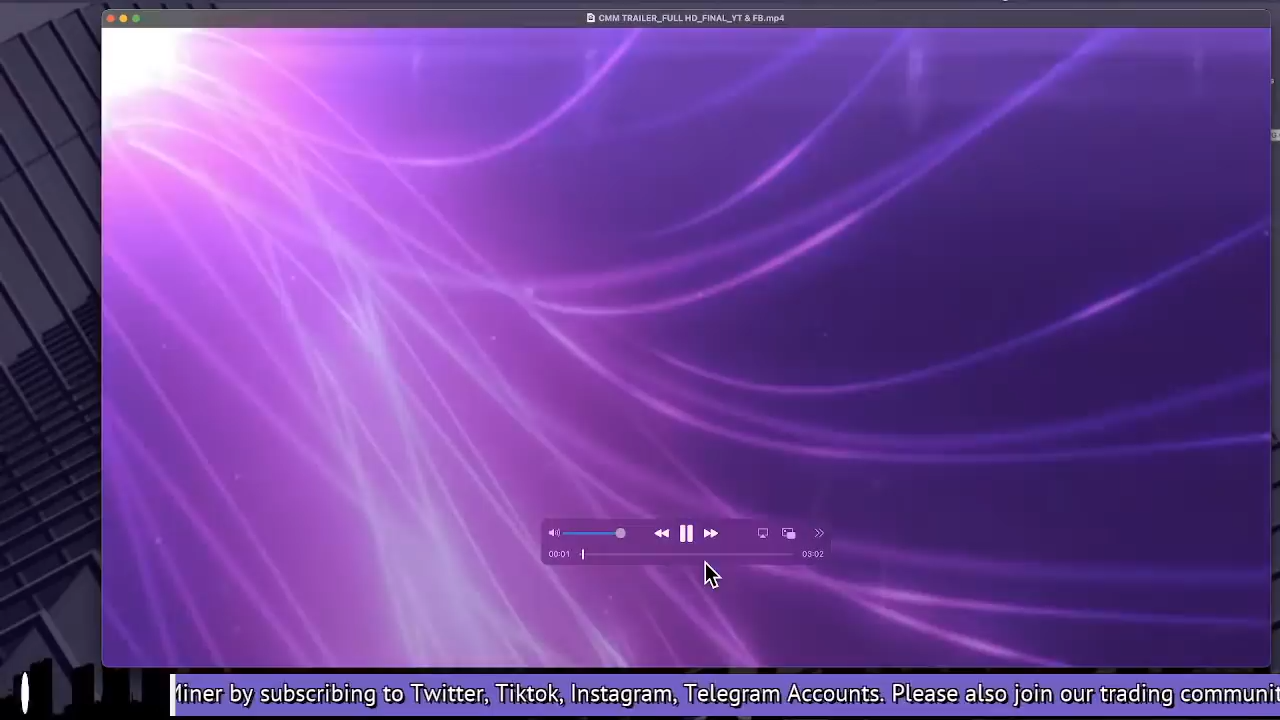 CMM TRAILER_FULL HD_FINAL_YT & FB.mp4
00:01
03:02
Miner by subscribing to Twitter, Tiktok, Instagram, Telegram Accounts. Please also join our trading